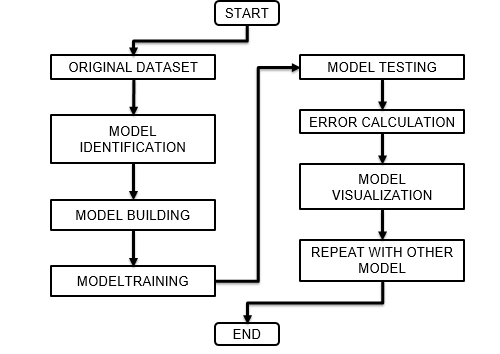 START
ORIGINAL DATASET
MODEL
IDENTIFICATION
MODEL BUILDING
MODELTRAINING
MODEL TESTING
ERROR CALCULATION
MODEL
VISUALIZATION
REPEAT WITH OTHER
MODEL
END